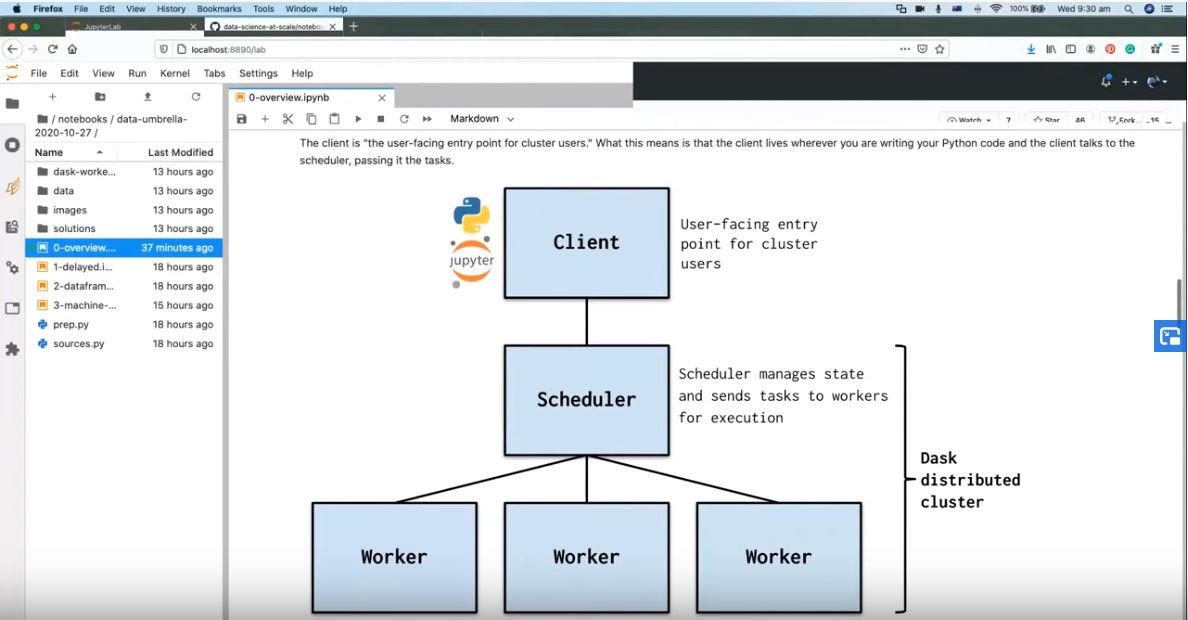 Firefox File Edit View History Bookmarks Tools Window Help 100% Wed 9:30 am
JupyterLab data-science-at-scale/noteboo
localhost:8890/lab
File Edit View Run Kernel Tabs Settings Help
0-overview.ipynb
Markdown
Watch 7 Star 46 Fork 15
/ notebooks / data-umbrella-
2020-10-27 /
Name Last Modified
dask-worke... 13 hours ago
data 13 hours ago
images 13 hours ago
solutions 13 hours ago
0-overview.... 37 minutes ago
1-delayed.i... 18 hours ago
2-datafram... 18 hours ago
3-machine-... 15 hours ago
prep.py 18 hours ago
sources.py 18 hours ago
The client is "the user-facing entry point for cluster users." What this means is that the client lives wherever you are writing your Python code and the client talks to the
scheduler, passing it the tasks.
jupyter
Client
User-facing entry
point for cluster
users
Scheduler
Scheduler manages state
and sends tasks to workers
for execution
Dask
distributed
cluster
Worker Worker Worker